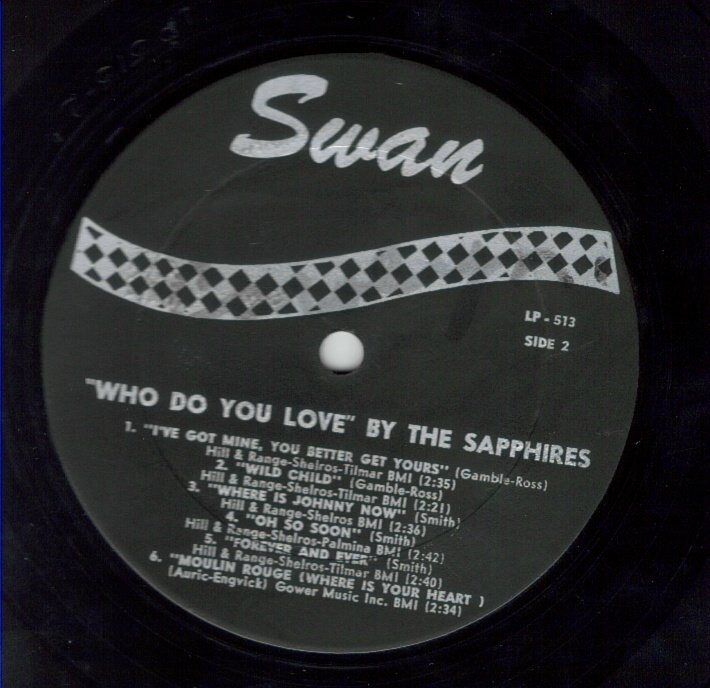 Swan
LP - 513
SIDE 2
"WHO DO YOU LOVE" BY THE SAPPHIRES
1. "I'VE GOT MINE, YOU BETTER GET YOURS" (Gamble-Ross)
Hill & Range-Shelros-Tilmar BMI (2:35)
2. "WILD CHILD" (Gamble-Ross)
Hill & Range-Shelros-Tilmar BMI (2:21)
3. "WHERE IS JOHNNY NOW" (Smith)
Hill & Range-Shelros BMI (2:36)
4. "OH SO SOON" (Smith)
Hill & Range-Shelros-Palmina BMI (2:42)
5. "FOREVER AND EVER" (Smith)
Hill & Range-Shelros-Tilmar BMI (2:40)
6. "MOULIN ROUGE (WHERE IS YOUR HEART )
(Auric-Engvick) Gower Music Inc. BMI (2:34)